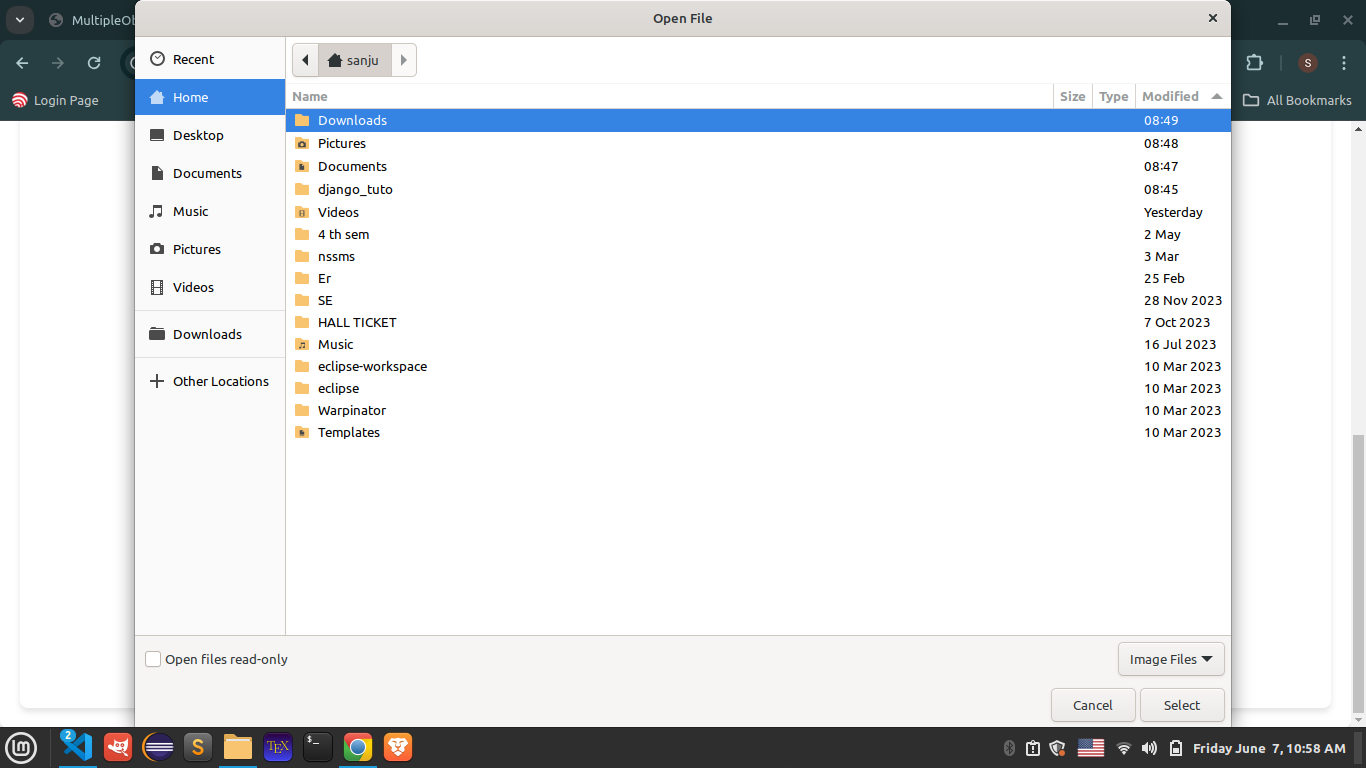 MultipleOb
Open File
S
Login Page
All Bookmarks
Recent
Home
Desktop
Documents
Music
Pictures
Videos
Downloads
Other Locations
sanju
Name Size Type Modified
Downloads 08:49
Pictures 08:48
Documents 08:47
django_tuto 08:45
Videos Yesterday
4 th sem 2 May
nssms 3 Mar
Er 25 Feb
SE 28 Nov 2023
HALL TICKET 7 Oct 2023
Music 16 Jul 2023
eclipse-workspace 10 Mar 2023
eclipse 10 Mar 2023
Warpinator 10 Mar 2023
Templates 10 Mar 2023
Open files read-only
Image Files
Cancel Select
2
S
TEX
$_
Friday June 7, 10:58 AM